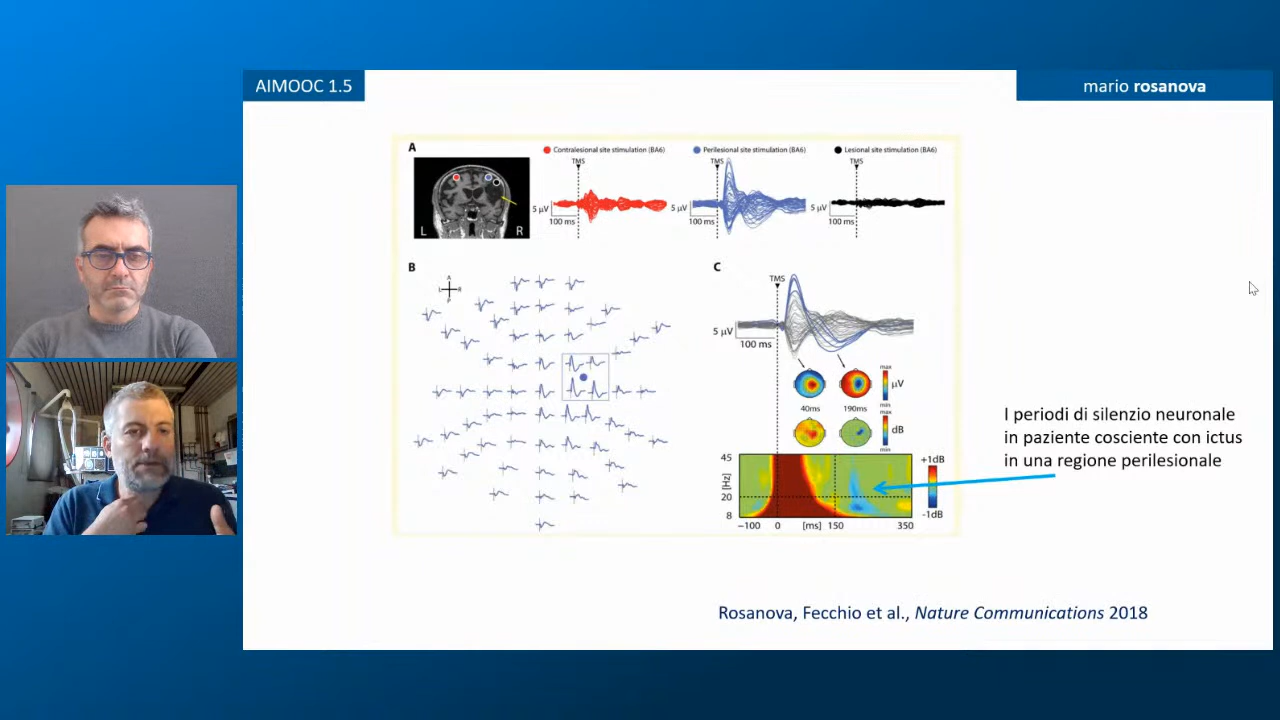 AIMOOC 1.5
mario rosanova
A
Contralesional site stimulation (BA6)
Perilesional site stimulation (BA6)
Lesional site stimulation (BA6)
TMS
TMS
TMS
5 µV
100 ms
5 µV
100 ms
5 µV
100 ms
L
R
B
A
L
R
P
C
TMS
5 µV
100 ms
max
µV
min
40ms
190ms
max
dB
min
45
[Hz]
20
8
−100
0
[ms]
150
350
+1dB
-1dB
I periodi di silenzio neuronale
in paziente cosciente con ictus
in una regione perilesionale
Rosanova, Fecchio et al., Nature Communications 2018